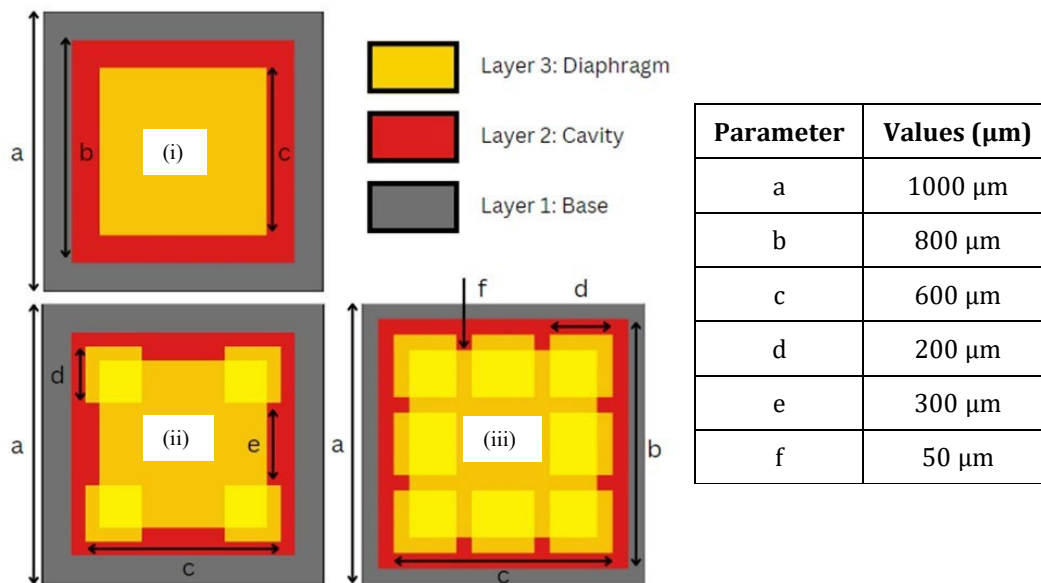 a
b
(i)
c
Layer 3: Diaphragm
Layer 2: Cavity
Layer 1: Base
a
d
(ii)
e
c
f
d
a
(iii)
b
c
Parameter Values (μm)
a 1000 μm
b 800 μm
c 600 μm
d 200 μm
e 300 μm
f 50 μm